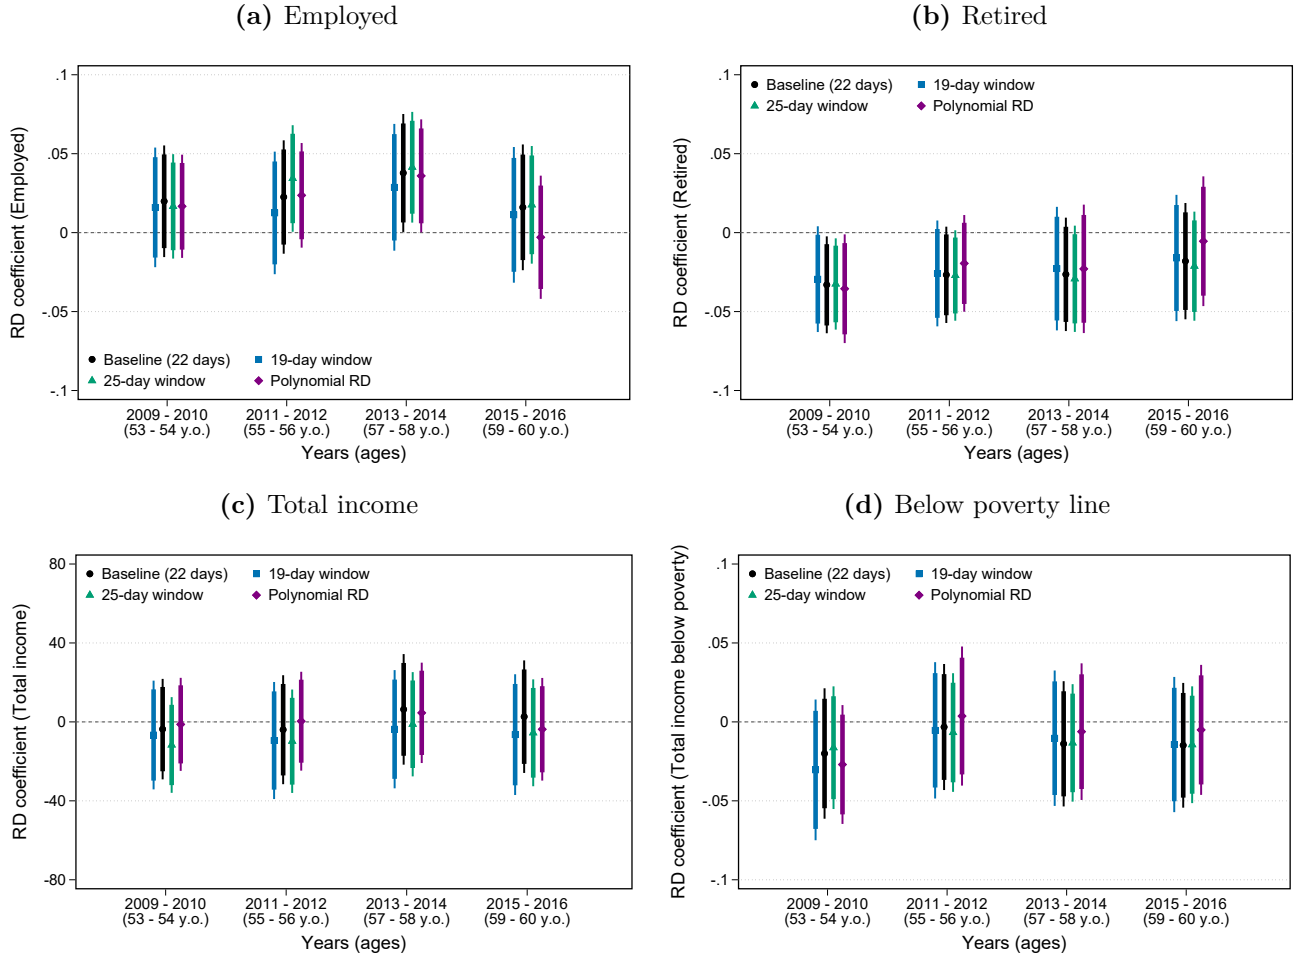 (a) Employed
RD coefficient (Employed)
.1
.05
0
-.05
-.1
Baseline (22 days)
19-day window
25-day window
Polynomial RD
2009 - 2010
(53 - 54 y.o.)
2011 - 2012
(55 - 56 y.o.)
2013 - 2014
(57 - 58 y.o.)
2015 - 2016
(59 - 60 y.o.)
Years (ages)
(b) Retired
RD coefficient (Retired)
.1
.05
0
-.05
-.1
Baseline (22 days)
19-day window
25-day window
Polynomial RD
2009 - 2010
(53 - 54 y.o.)
2011 - 2012
(55 - 56 y.o.)
2013 - 2014
(57 - 58 y.o.)
2015 - 2016
(59 - 60 y.o.)
Years (ages)
(c) Total income
RD coefficient (Total income)
80
40
0
-40
-80
Baseline (22 days)
19-day window
25-day window
Polynomial RD
2009 - 2010
(53 - 54 y.o.)
2011 - 2012
(55 - 56 y.o.)
2013 - 2014
(57 - 58 y.o.)
2015 - 2016
(59 - 60 y.o.)
Years (ages)
(d) Below poverty line
RD coefficient (Total income below poverty)
.1
.05
0
-.05
-.1
Baseline (22 days)
19-day window
25-day window
Polynomial RD
2009 - 2010
(53 - 54 y.o.)
2011 - 2012
(55 - 56 y.o.)
2013 - 2014
(57 - 58 y.o.)
2015 - 2016
(59 - 60 y.o.)
Years (ages)